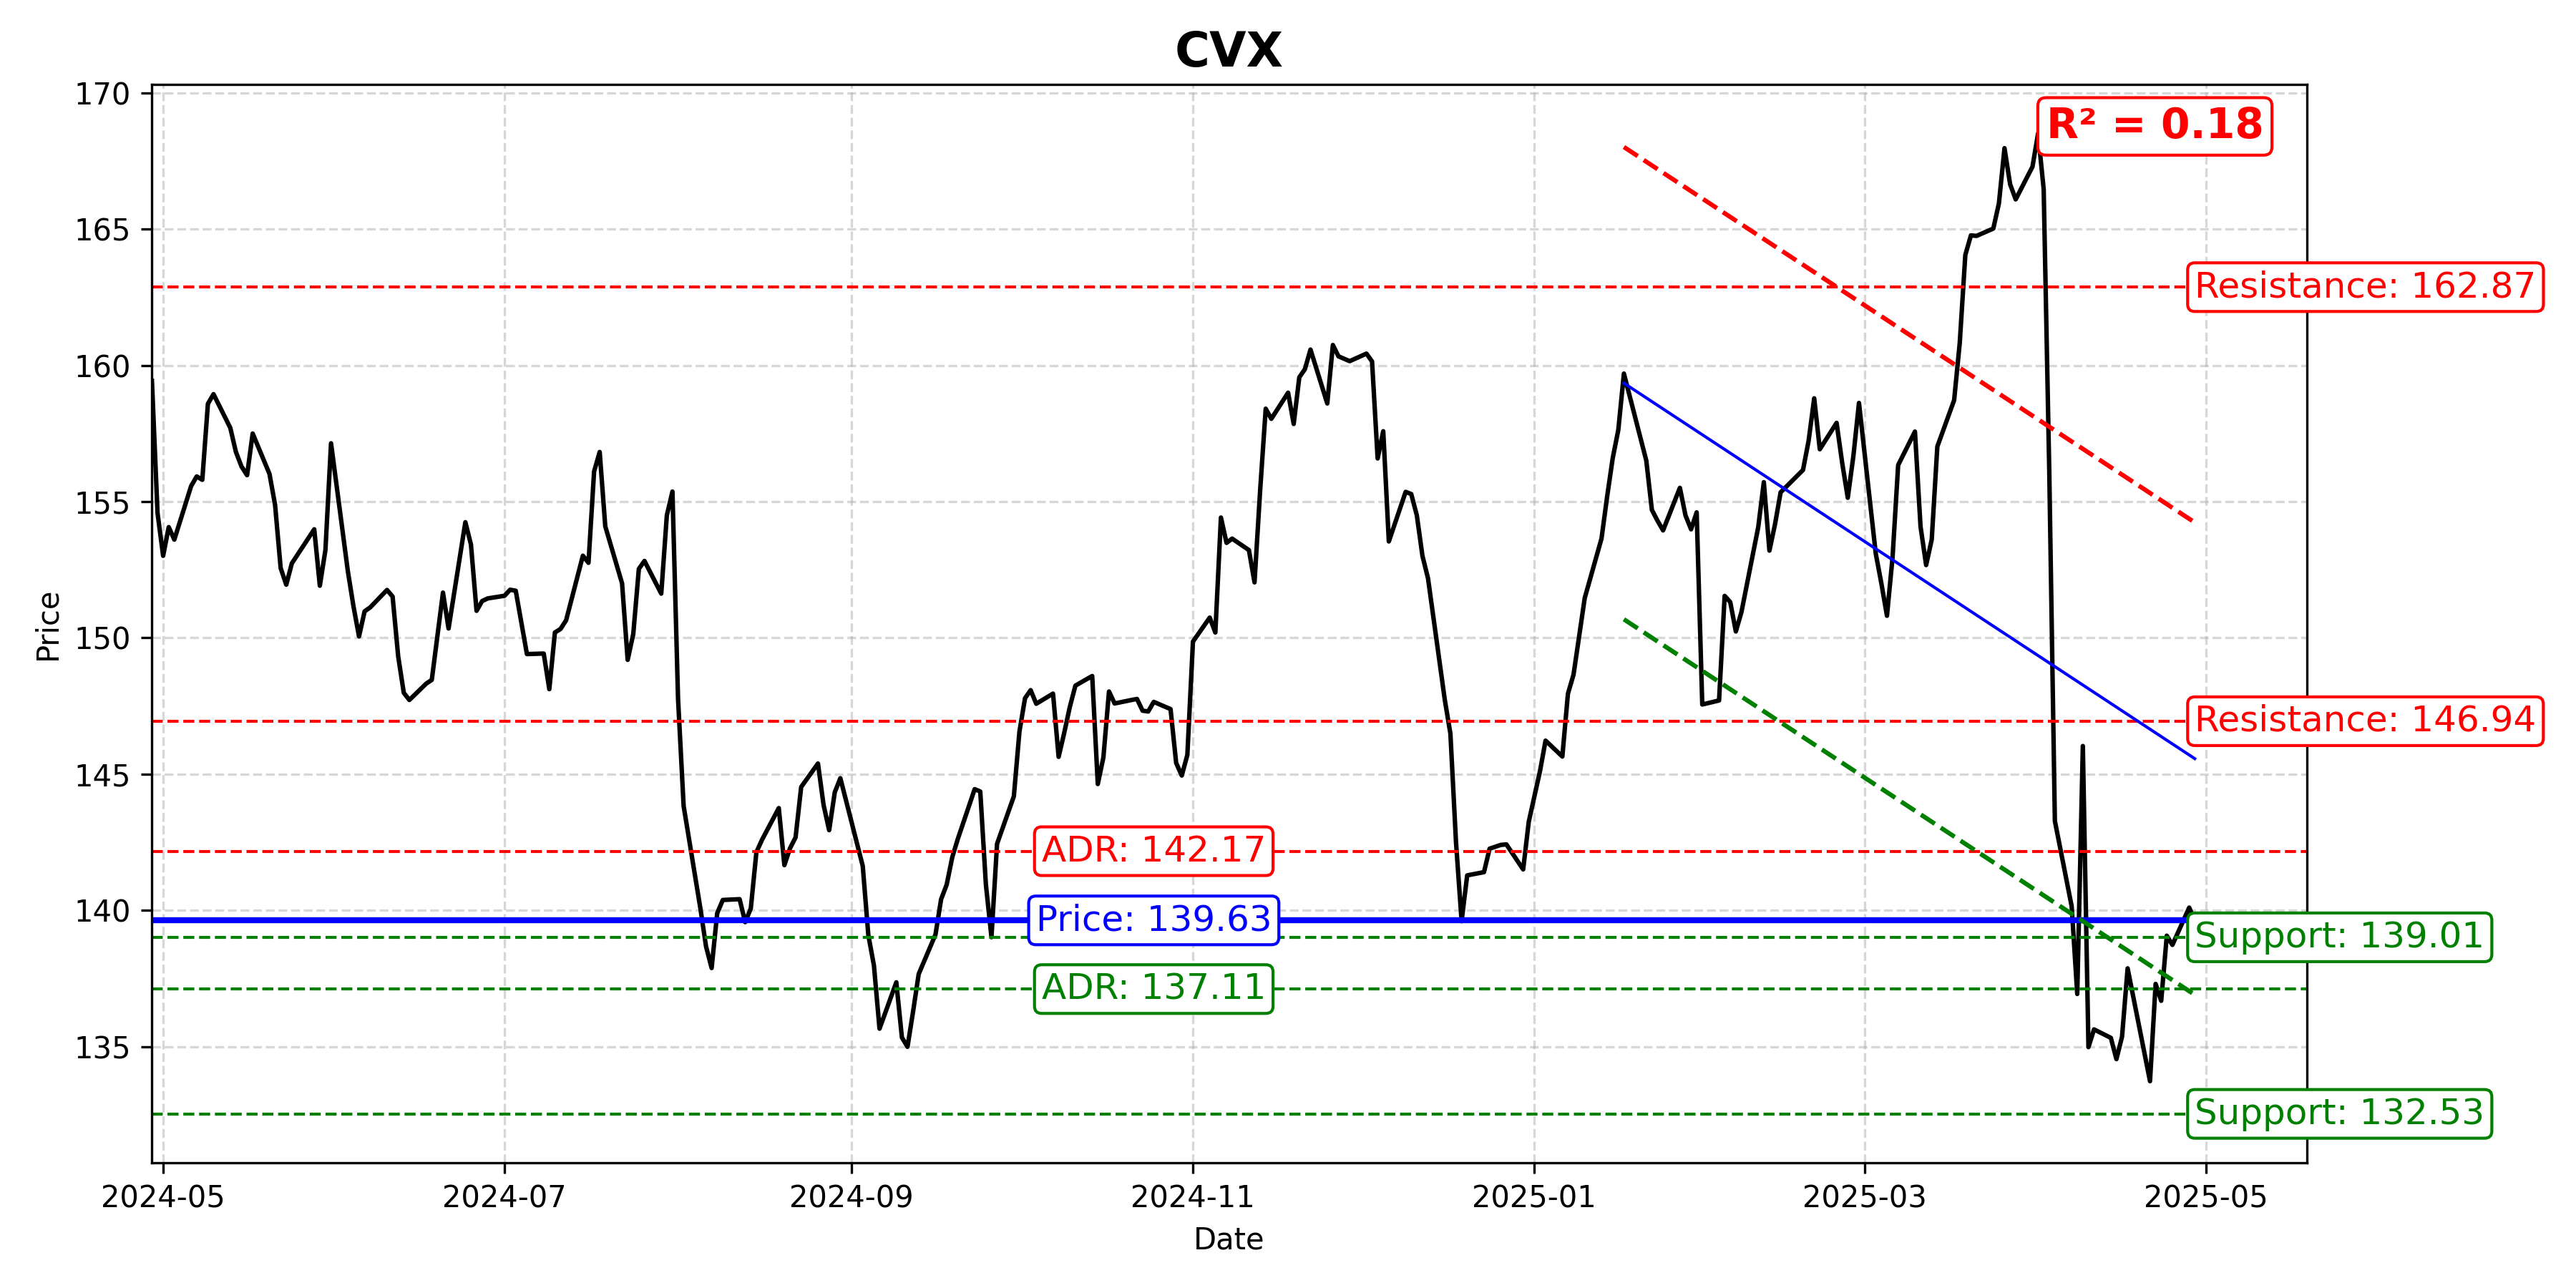 CVX
170
165
160
155
150
145
140
135
Price
R² = 0.18
Resistance: 162.87
Resistance: 146.94
ADR: 142.17
Price: 139.63
Support: 139.01
ADR: 137.11
Support: 132.53
2024-05
2024-07
2024-09
2024-11
2025-01
2025-03
2025-05
Date